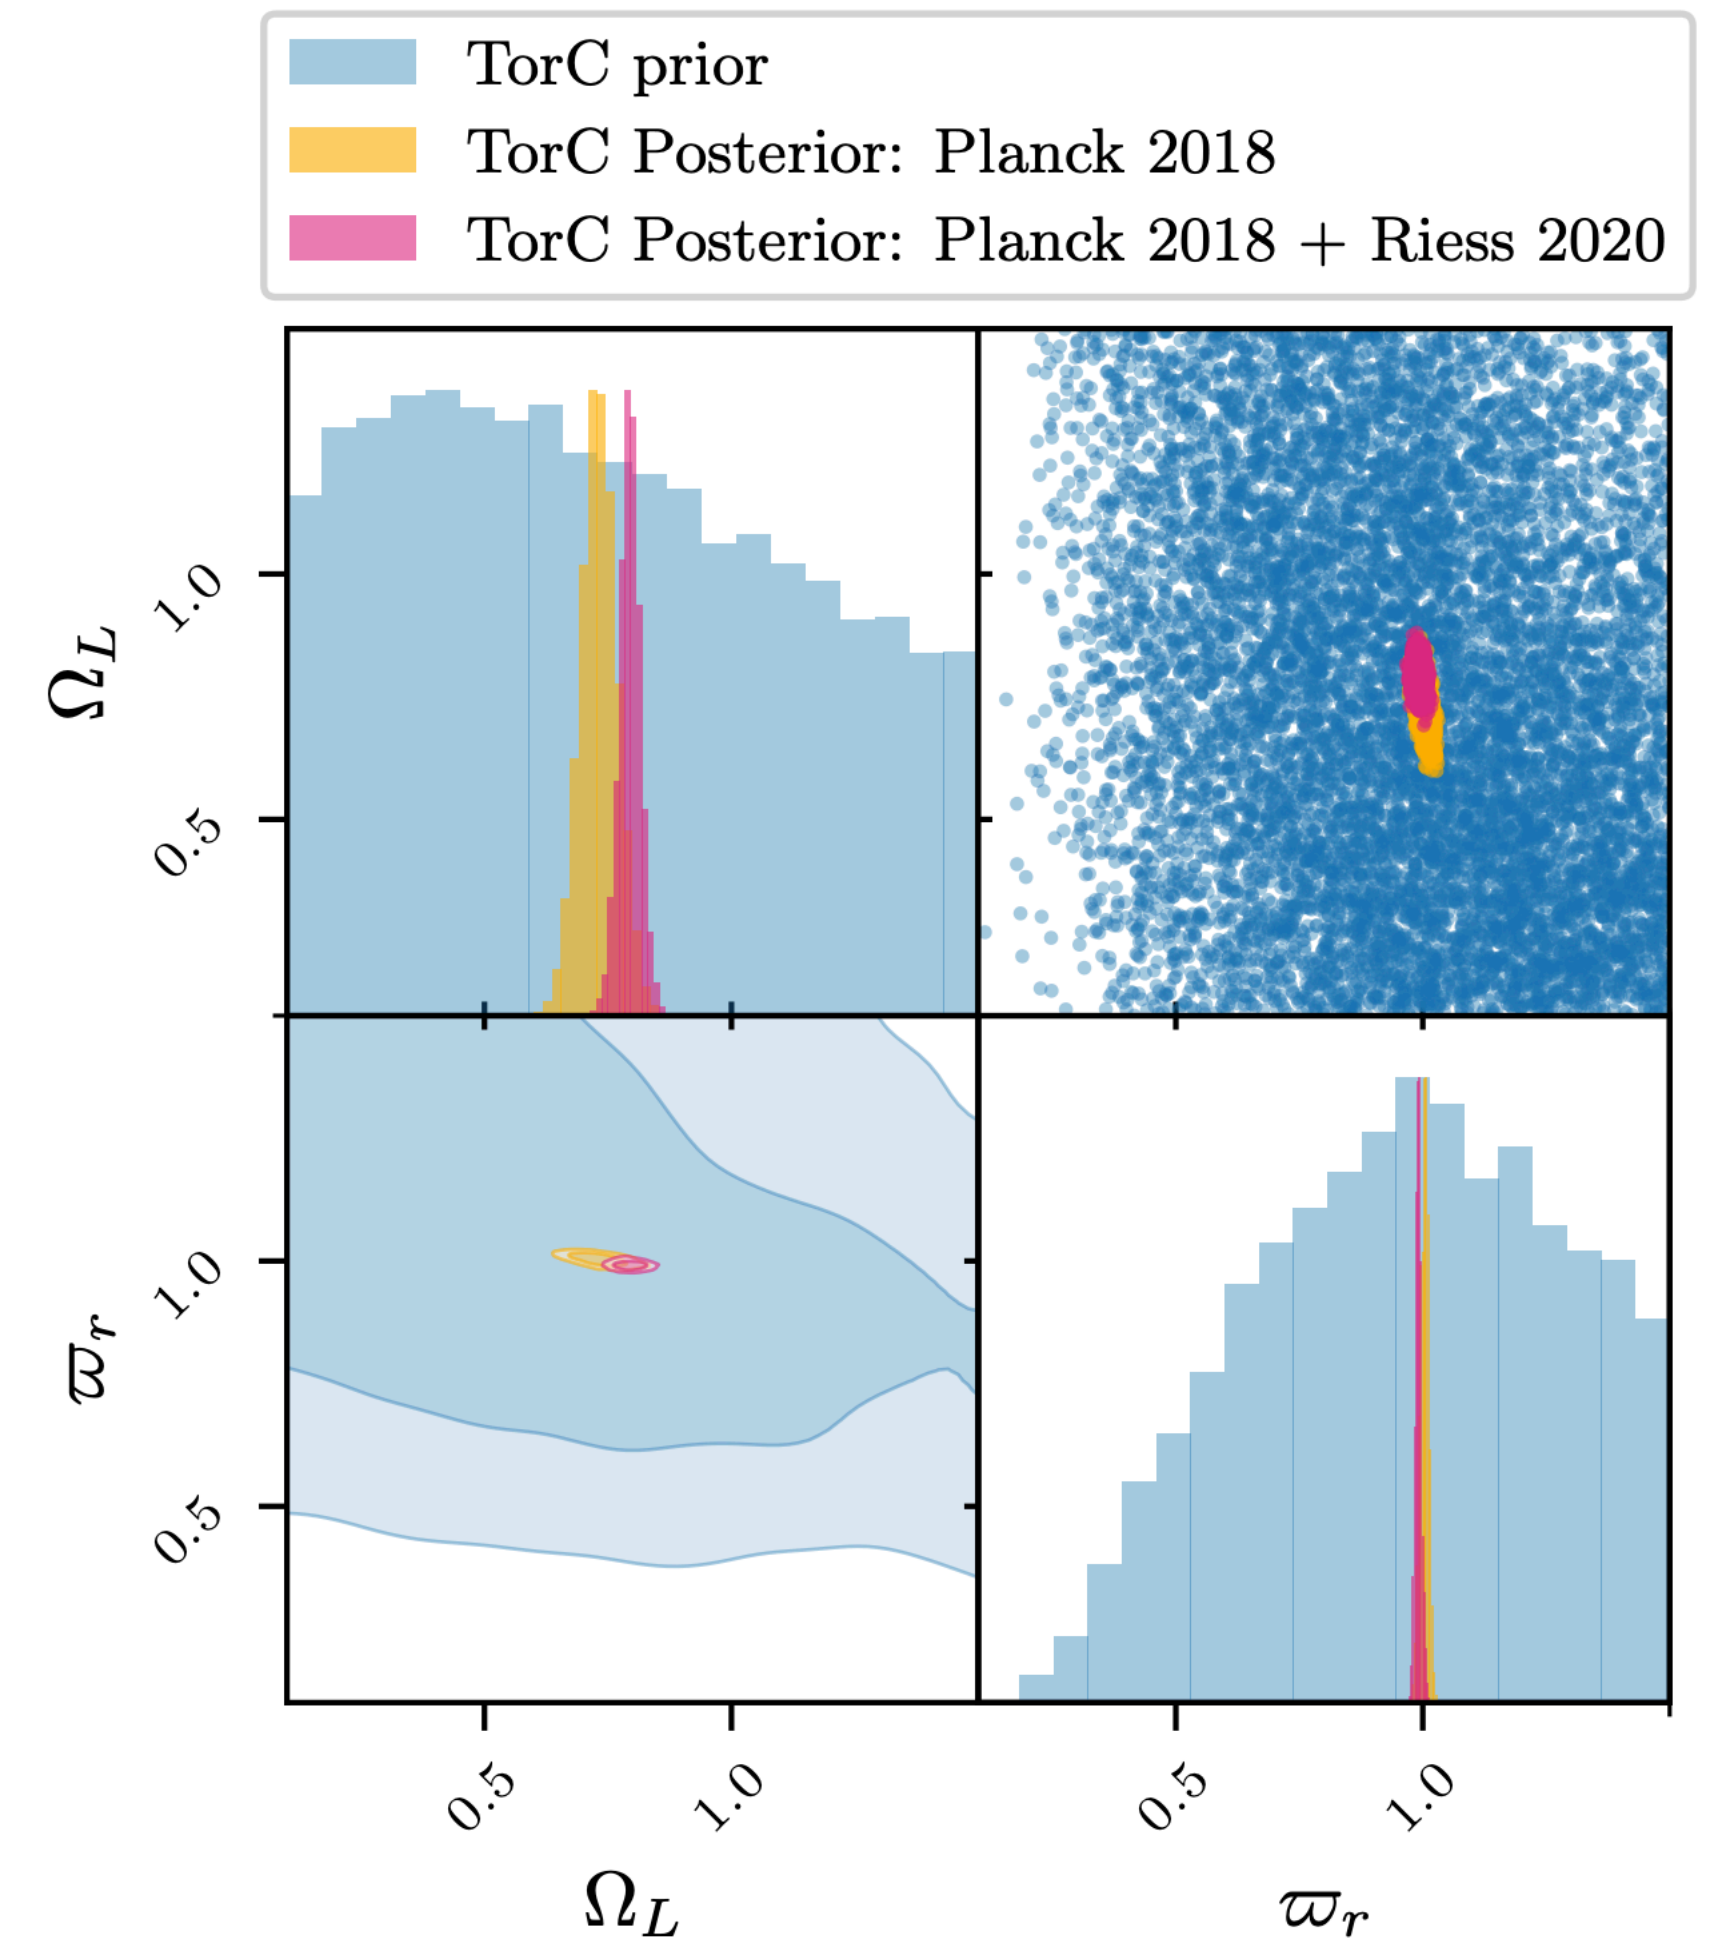 TorC prior
TorC Posterior: Planck 2018
TorC Posterior: Planck 2018 + Riess 2020
Ω_L
1.0
0.5
ϖ_r
1.0
0.5
0.5
1.0
0.5
1.0
Ω_L
ϖ_r